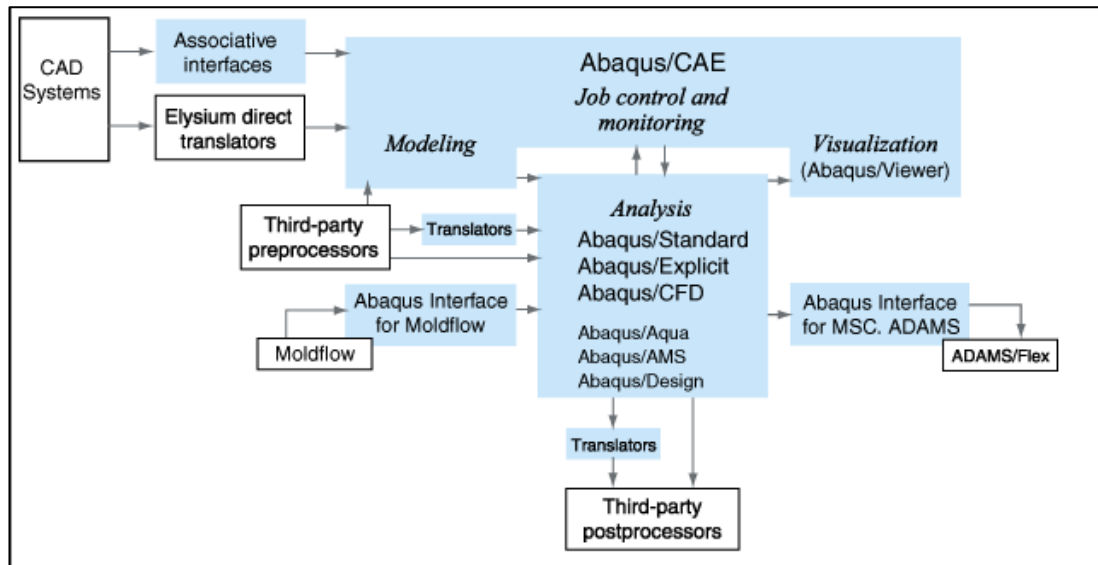 CAD
Systems
Associative
interfaces
Elysium direct
translators
Abaqus/CAE
Job control and
monitoring
Modeling
Visualization
(Abaqus/Viewer)
Third-party
preprocessors
Translators
Analysis
Abaqus/Standard
Abaqus/Explicit
Abaqus/CFD
Abaqus/Aqua
Abaqus/AMS
Abaqus/Design
Abaqus Interface
for Moldflow
Moldflow
Abaqus Interface
for MSC. ADAMS
ADAMS/Flex
Translators
Third-party
postprocessors